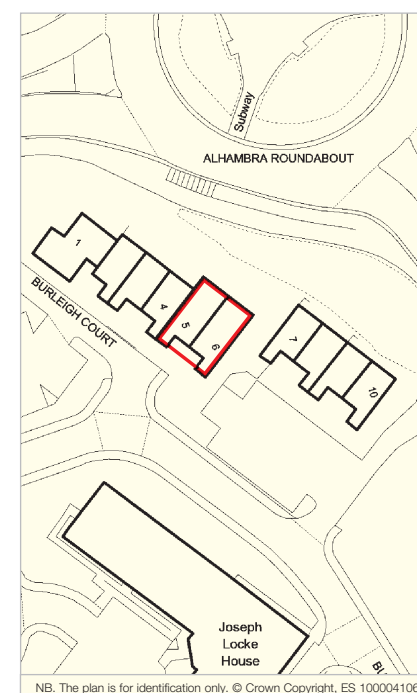 Subway
ALHAMBRA ROUNDABOUT
1
BURLEIGH COURT
4
5
6
7
10
Joseph
Locke
House
NB. The plan is for identification only. © Crown Copyright, ES 100004106